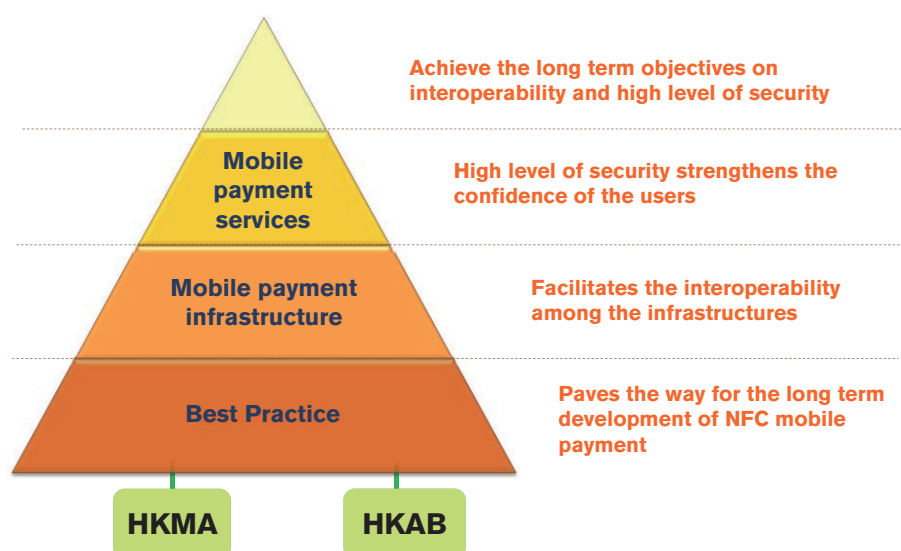 Achieve the long term objectives on
interoperability and high level of security
Mobile
payment
services
High level of security strengthens the
confidence of the users
Mobile payment
infrastructure
Facilitates the interoperability
among the infrastructures
Best Practice
Paves the way for the long term
development of NFC mobile
payment
HKMA
HKAB